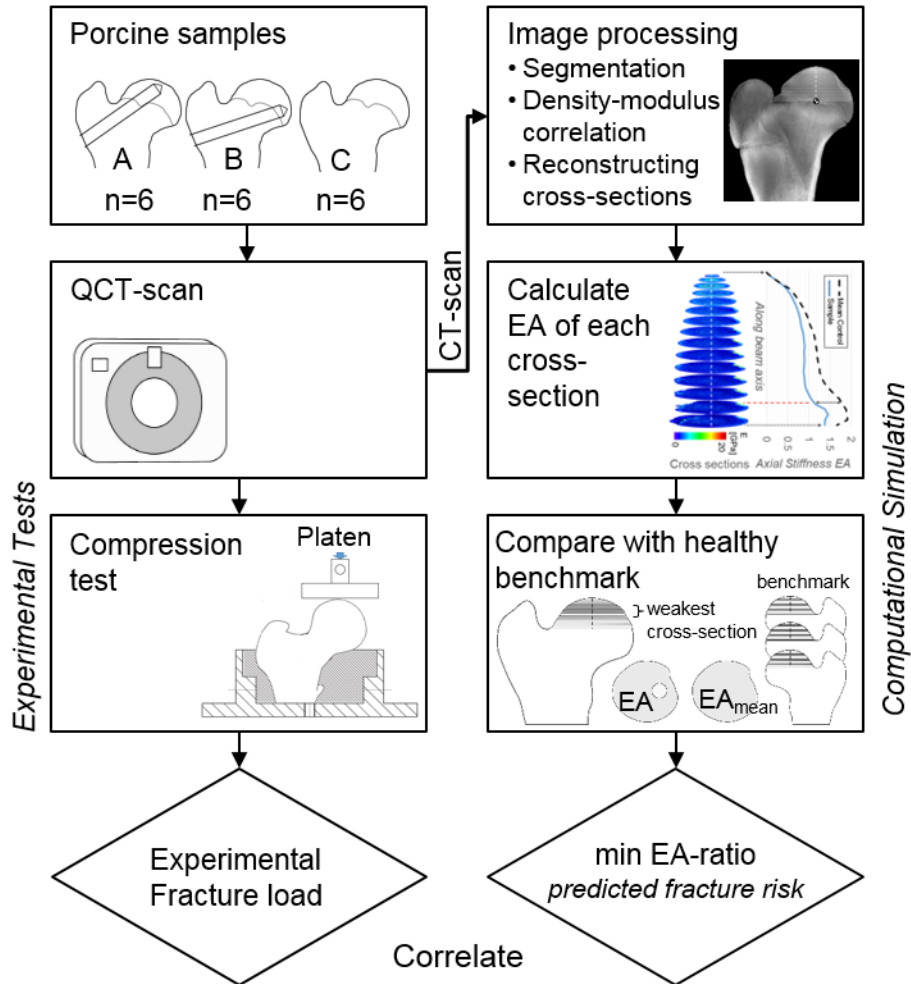 Porcine samples
A
B
C
n=6
n=6
n=6
QCT-scan
CT-scan
Experimental Tests
Compression
test
Platen
Experimental
Fracture load
Image processing
• Segmentation
• Density-modulus
correlation
• Reconstructing
cross-sections
Calculate
EA of each
cross-
section
Mean Control
Sample
Along beam axis
0
0.5
1
1.5
2
Axial Stiffness EA
E
[GPa]
0
20
Cross sections
Computational Simulation
Compare with healthy
benchmark
benchmark
weakest
cross-section
EA
EAmean
min EA-ratio
predicted fracture risk
Correlate